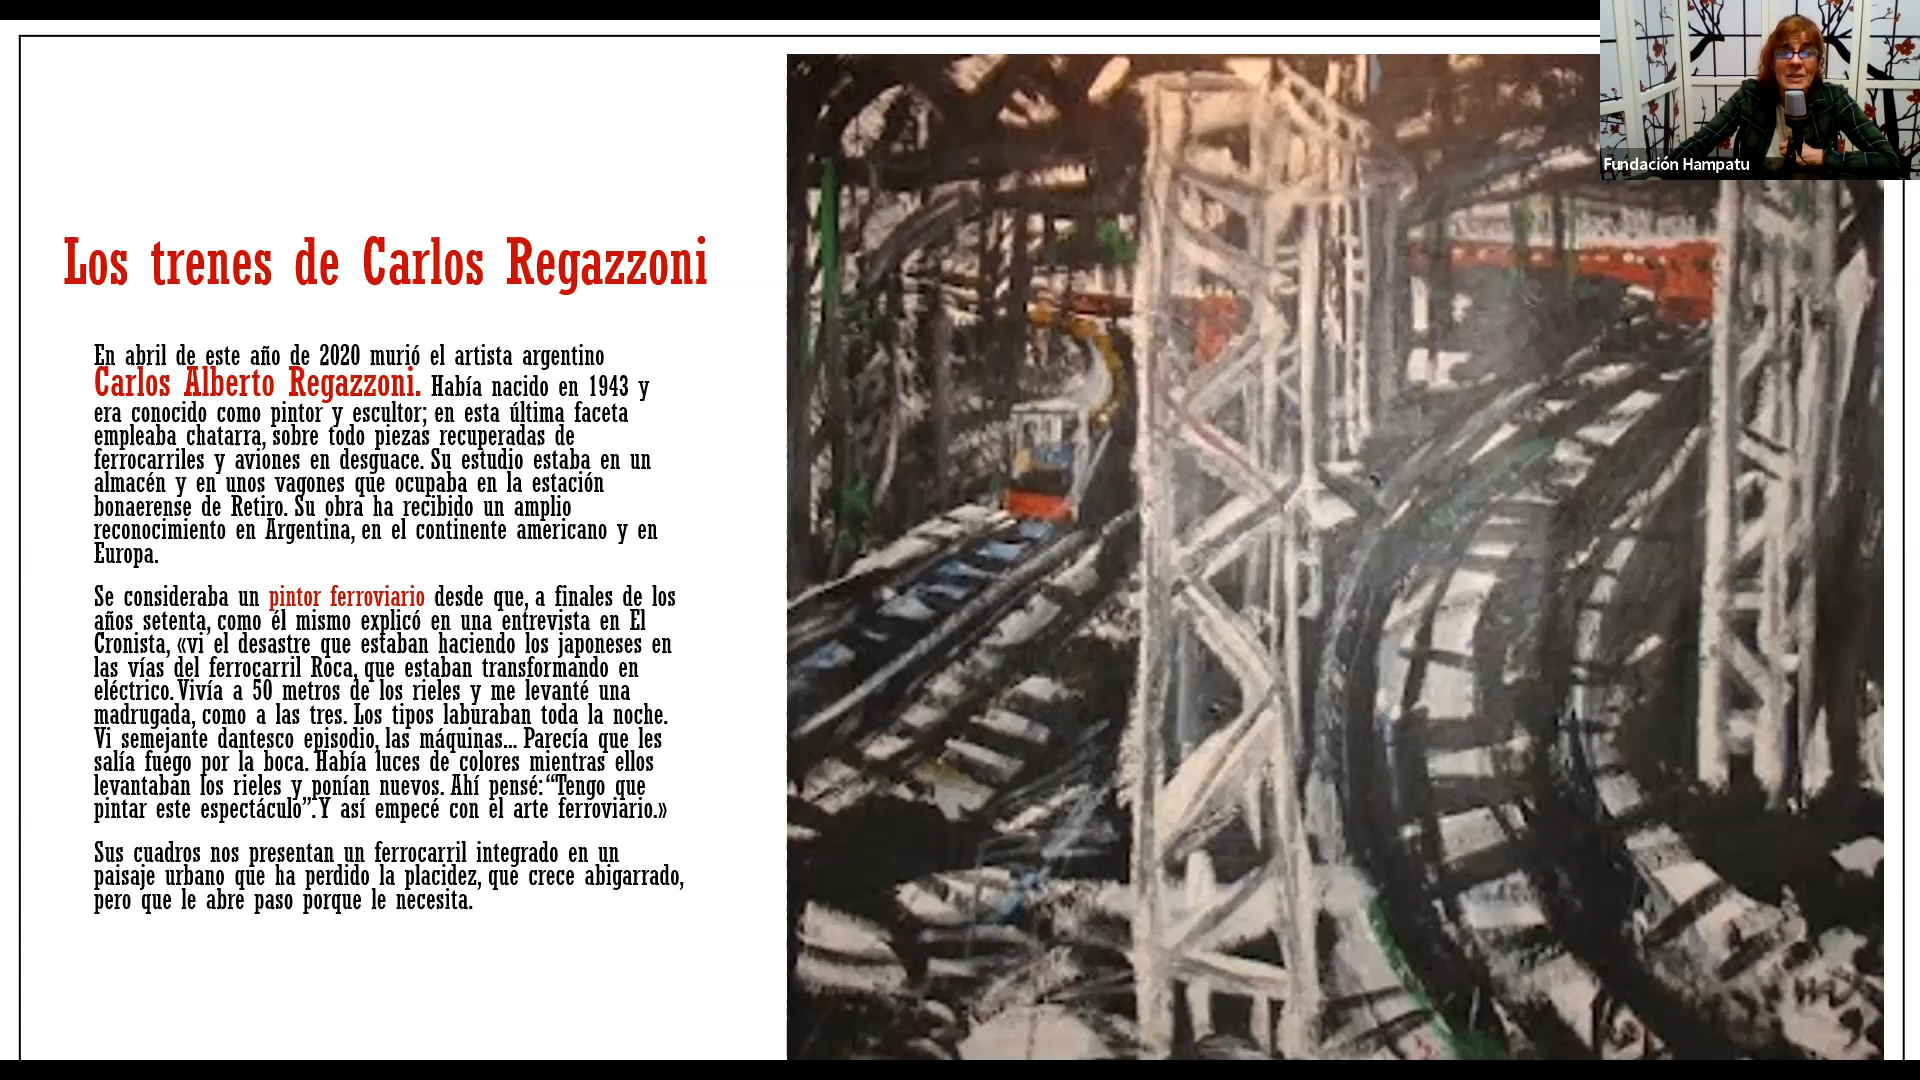 Fundación Hampatu
Los trenes de Carlos Regazzoni
En abril de este año de 2020 murió el artista argentino
Carlos Alberto Regazzoni. Había nacido en 1943 y
era conocido como pintor y escultor; en esta última faceta
empleaba chatarra, sobre todo piezas recuperadas de
ferrocarriles y aviones en desguace. Su estudio estaba en un
almacén y en unos vagones que ocupaba en la estación
bonaerense de Retiro. Su obra ha recibido un amplio
reconocimiento en Argentina, en el continente americano y en
Europa.
Se consideraba un pintor ferroviario desde que, a finales de los
años setenta, como él mismo explicó en una entrevista en El
Cronista, «vi el desastre que estaban haciendo los japoneses en
las vías del ferrocarril Roca, que estaban transformando en
eléctrico. Vivía a 50 metros de los rieles y me levanté una
madrugada, como a las tres. Los tipos laburaban toda la noche.
Vi semejante dantesco episodio, las máquinas... Parecía que les
salía fuego por la boca. Había luces de colores mientras ellos
levantaban los rieles y ponían nuevos. Ahí pensé: “Tengo que
pintar este espectáculo”. Y así empecé con el arte ferroviario.»
Sus cuadros nos presentan un ferrocarril integrado en un
paisaje urbano que ha perdido la placidez, que crece abigarrado,
pero que le abre paso porque le necesita.